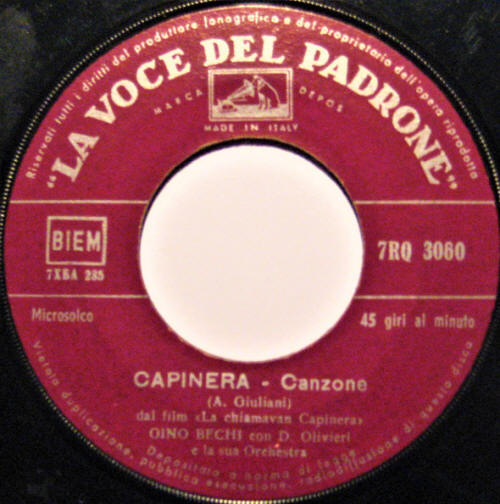 Riservati tutti i diritti del produttore fonografico e del proprietario dell'opera riprodotta
"LA VOCE DEL PADRONE"
MARCA DEPOS
MADE IN ITALY
BIEM
7XBA 285
7RQ 3060
Microsolco
45 giri al minuto
CAPINERA - Canzone
(A. Giuliani)
dal film «La chiamavan Capinera»
GINO BECHI con D. Olivieri
e la sua Orchestra
Depositato a norma di legge
Vietata duplicazione, pubblica esecuzione, radiodiffusione di questo disco